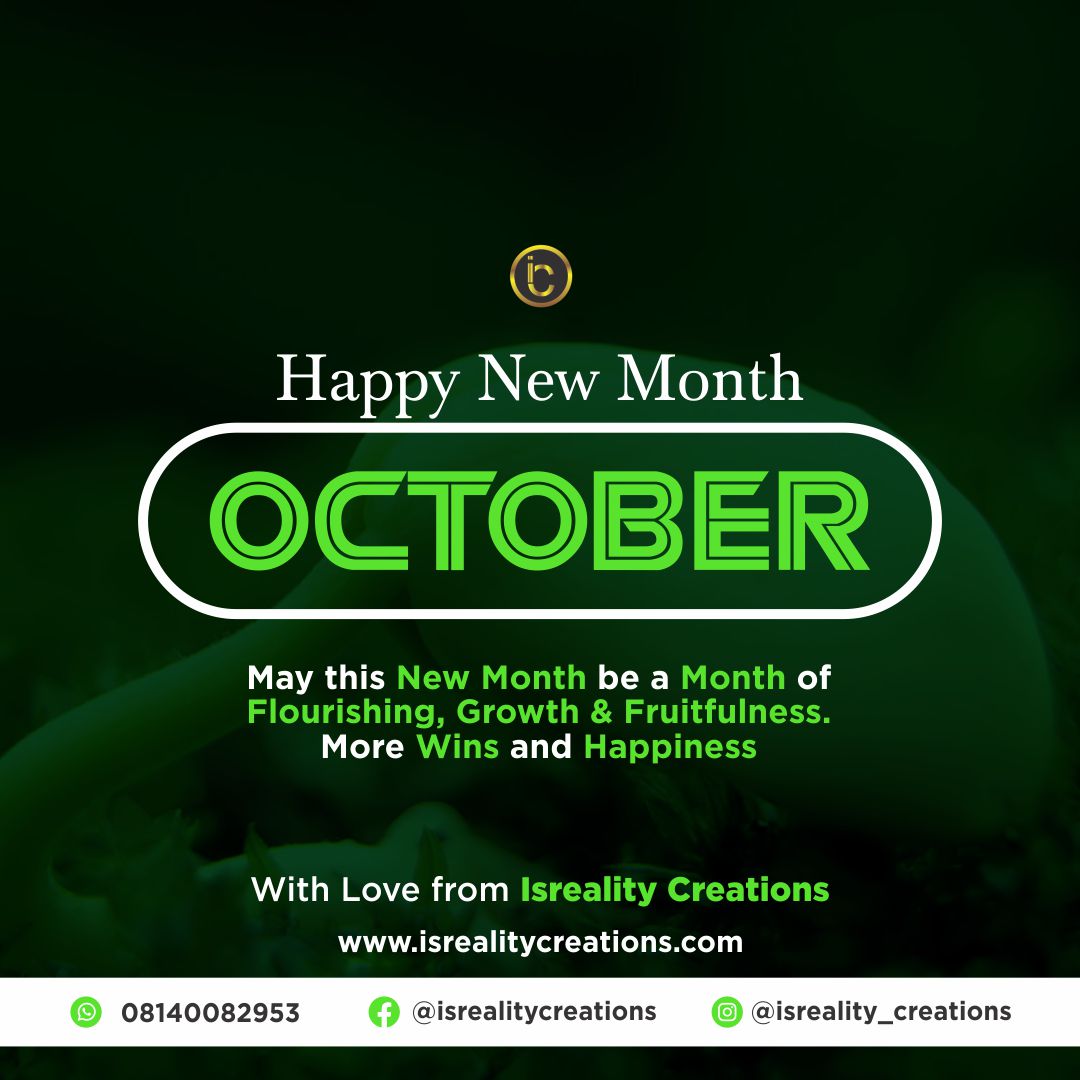 ic
Happy New Month
OCTOBER
May this New Month be a Month of
Flourishing, Growth & Fruitfulness.
More Wins and Happiness
With Love from Isreality Creations
www.isrealitycreations.com
08140082953 @isrealitycreations @isreality_creations